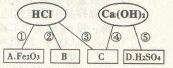 HCl Ca(OH)₂
① ② ③ ④ ⑤
A.Fe₂O₃ B C D.H₂SO₄